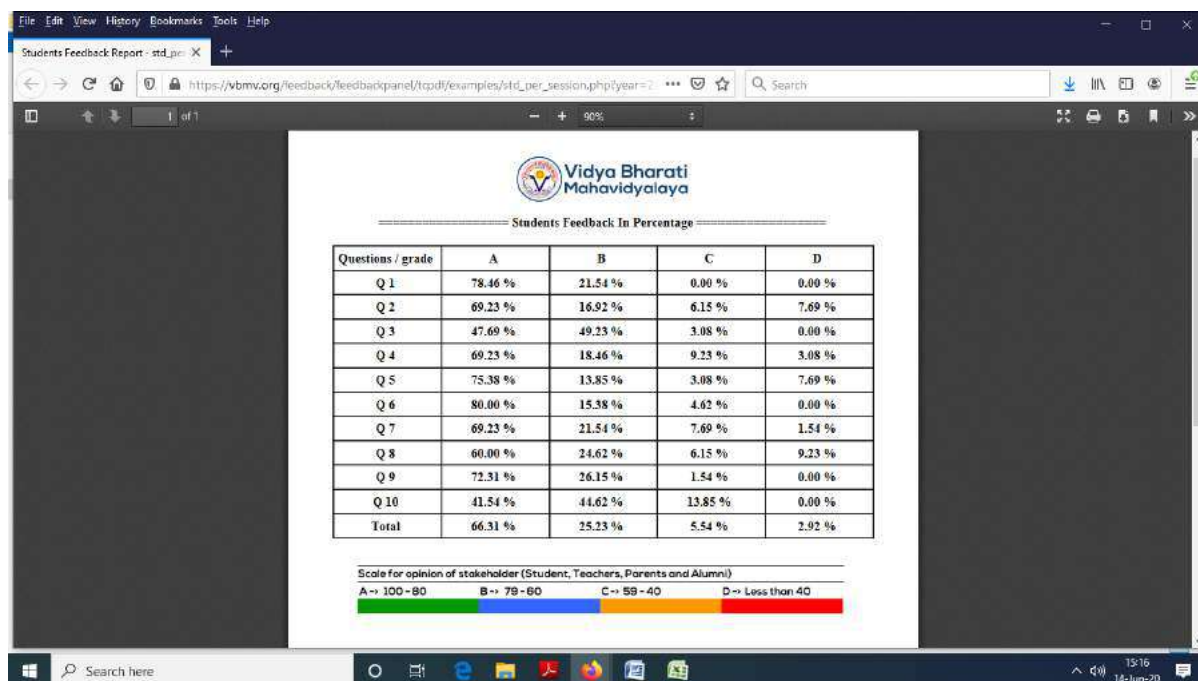 File Edit View History Bookmarks Tools Help
Students Feedback Report - std_per
https://vbmv.org/feedback/feedbackpanel/tcpdf/examples/std_per_session.php?year=2
Search
1 of 1
90%
Vidya Bharati
Mahavidyalaya
=================== Students Feedback In Percentage ===================
Questions / grade A B C D
Q 1 78.46 % 21.54 % 0.00 % 0.00 %
Q 2 69.23 % 16.92 % 6.15 % 7.69 %
Q 3 47.69 % 49.23 % 3.08 % 0.00 %
Q 4 69.23 % 18.46 % 9.23 % 3.08 %
Q 5 75.38 % 13.85 % 3.08 % 7.69 %
Q 6 80.00 % 15.38 % 4.62 % 0.00 %
Q 7 69.23 % 21.54 % 7.69 % 1.54 %
Q 8 60.00 % 24.62 % 6.15 % 9.23 %
Q 9 72.31 % 26.15 % 1.54 % 0.00 %
Q 10 41.54 % 44.62 % 13.85 % 0.00 %
Total 66.31 % 25.23 % 5.54 % 2.92 %
Scale for opinion of stakeholder (Student, Teachers, Parents and Alumni)
A -> 100 - 80 B -> 79 - 60 C -> 59 - 40 D -> Less than 40
Search here
15:16
14-Jun-20